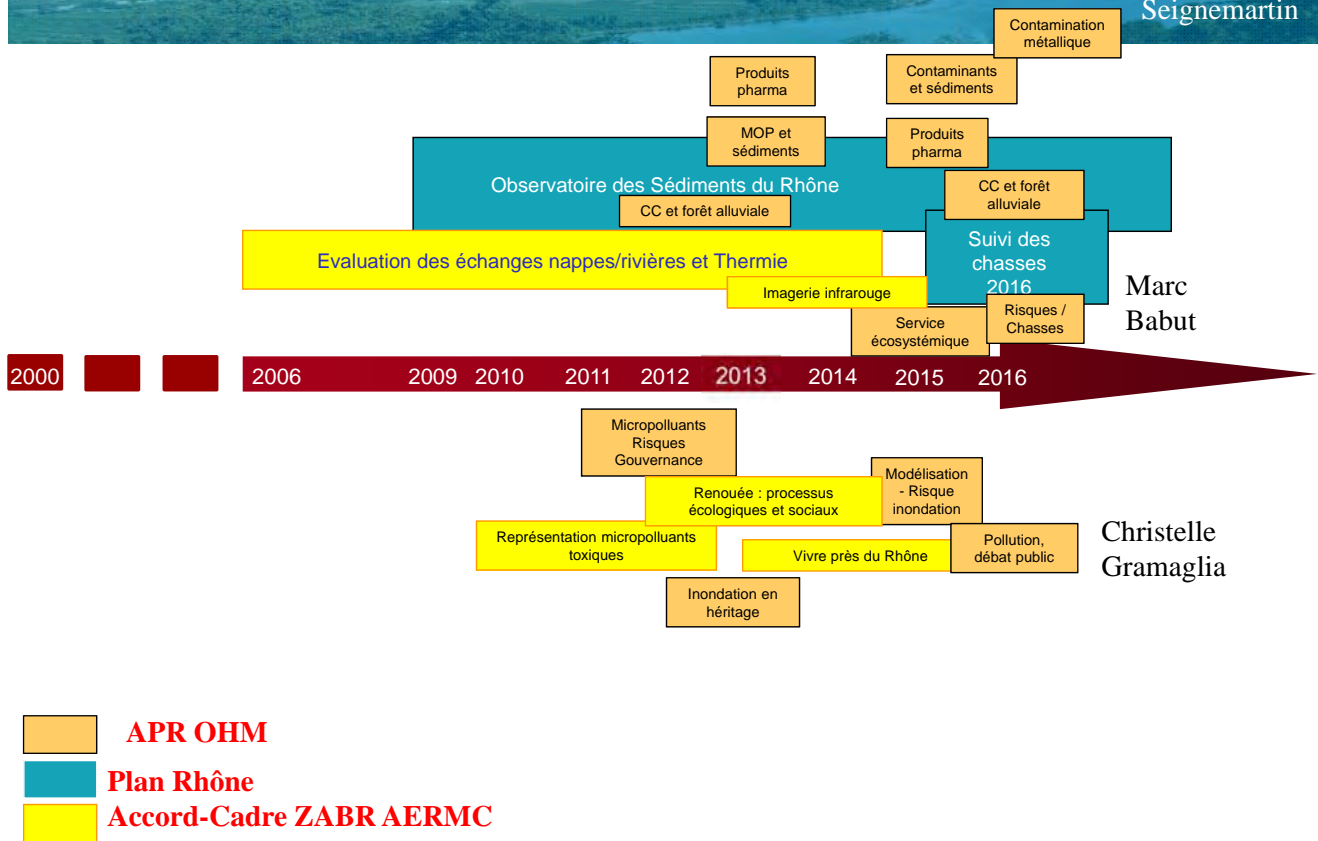 Seignemartin
Contamination
métallique
Produits
pharma
Contaminants
et sédiments
MOP et
sédiments
Produits
pharma
Observatoire des Sédiments du Rhône
CC et forêt
alluviale
CC et forêt alluviale
Suivi des
chasses
2016
Evaluation des échanges nappes/rivières et Thermie
Imagerie infrarouge
Marc
Babut
Service
écosystémique
Risques /
Chasses
2000 2006 2009 2010 2011 2012 2013 2014 2015 2016
Micropolluants
Risques
Gouvernance
Modélisation
- Risque
inondation)
Renouée : processus
écologiques et sociaux
Représentation micropolluants
toxiques
Vivre près du Rhône
Pollution,
débat public
Christelle
Gramaglia
Inondation en
héritage
APR OHM
Plan Rhône
Accord-Cadre ZABR AERMC